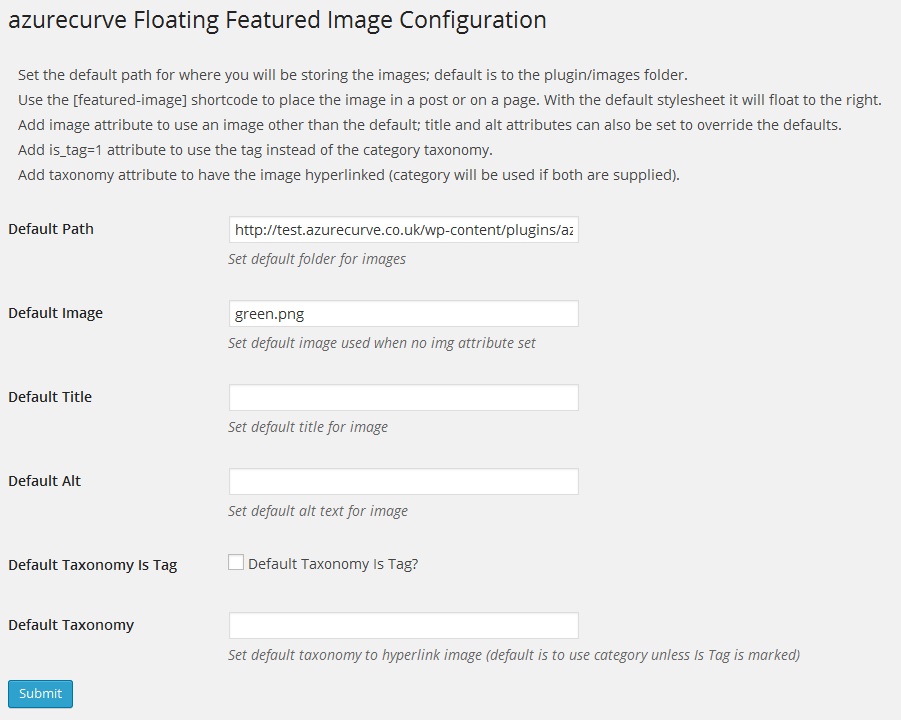 azurecurve Floating Featured Image Configuration
Set the default path for where you will be storing the images; default is to the plugin/images folder.
Use the [featured-image] shortcode to place the image in a post or on a page. With the default stylesheet it will float to the right.
Add image attribute to use an image other than the default; title and alt attributes can also be set to override the defaults.
Add is_tag=1 attribute to use the tag instead of the category taxonomy.
Add taxonomy attribute to have the image hyperlinked (category will be used if both are supplied).
Default Path
http://test.azurecurve.co.uk/wp-content/plugins/az
Set default folder for images
Default Image
green.png
Set default image used when no img attribute set
Default Title
Set default title for image
Default Alt
Set default alt text for image
Default Taxonomy Is Tag
Default Taxonomy Is Tag?
Default Taxonomy
Set default taxonomy to hyperlink image (default is to use category unless Is Tag is marked)
Submit